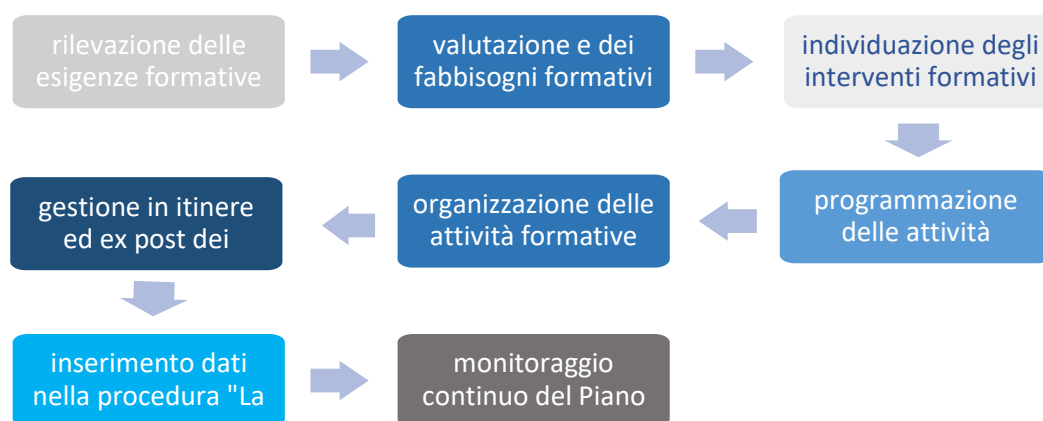 rilevazione delle
esigenze formative
valutazione e dei
fabbisogni formativi
individuazione degli
interventi formativi
programmazione
delle attività
organizzazione delle
attività formative
gestione in itinere
ed ex post dei
inserimento dati
nella procedura "La
monitoraggio
continuo del Piano